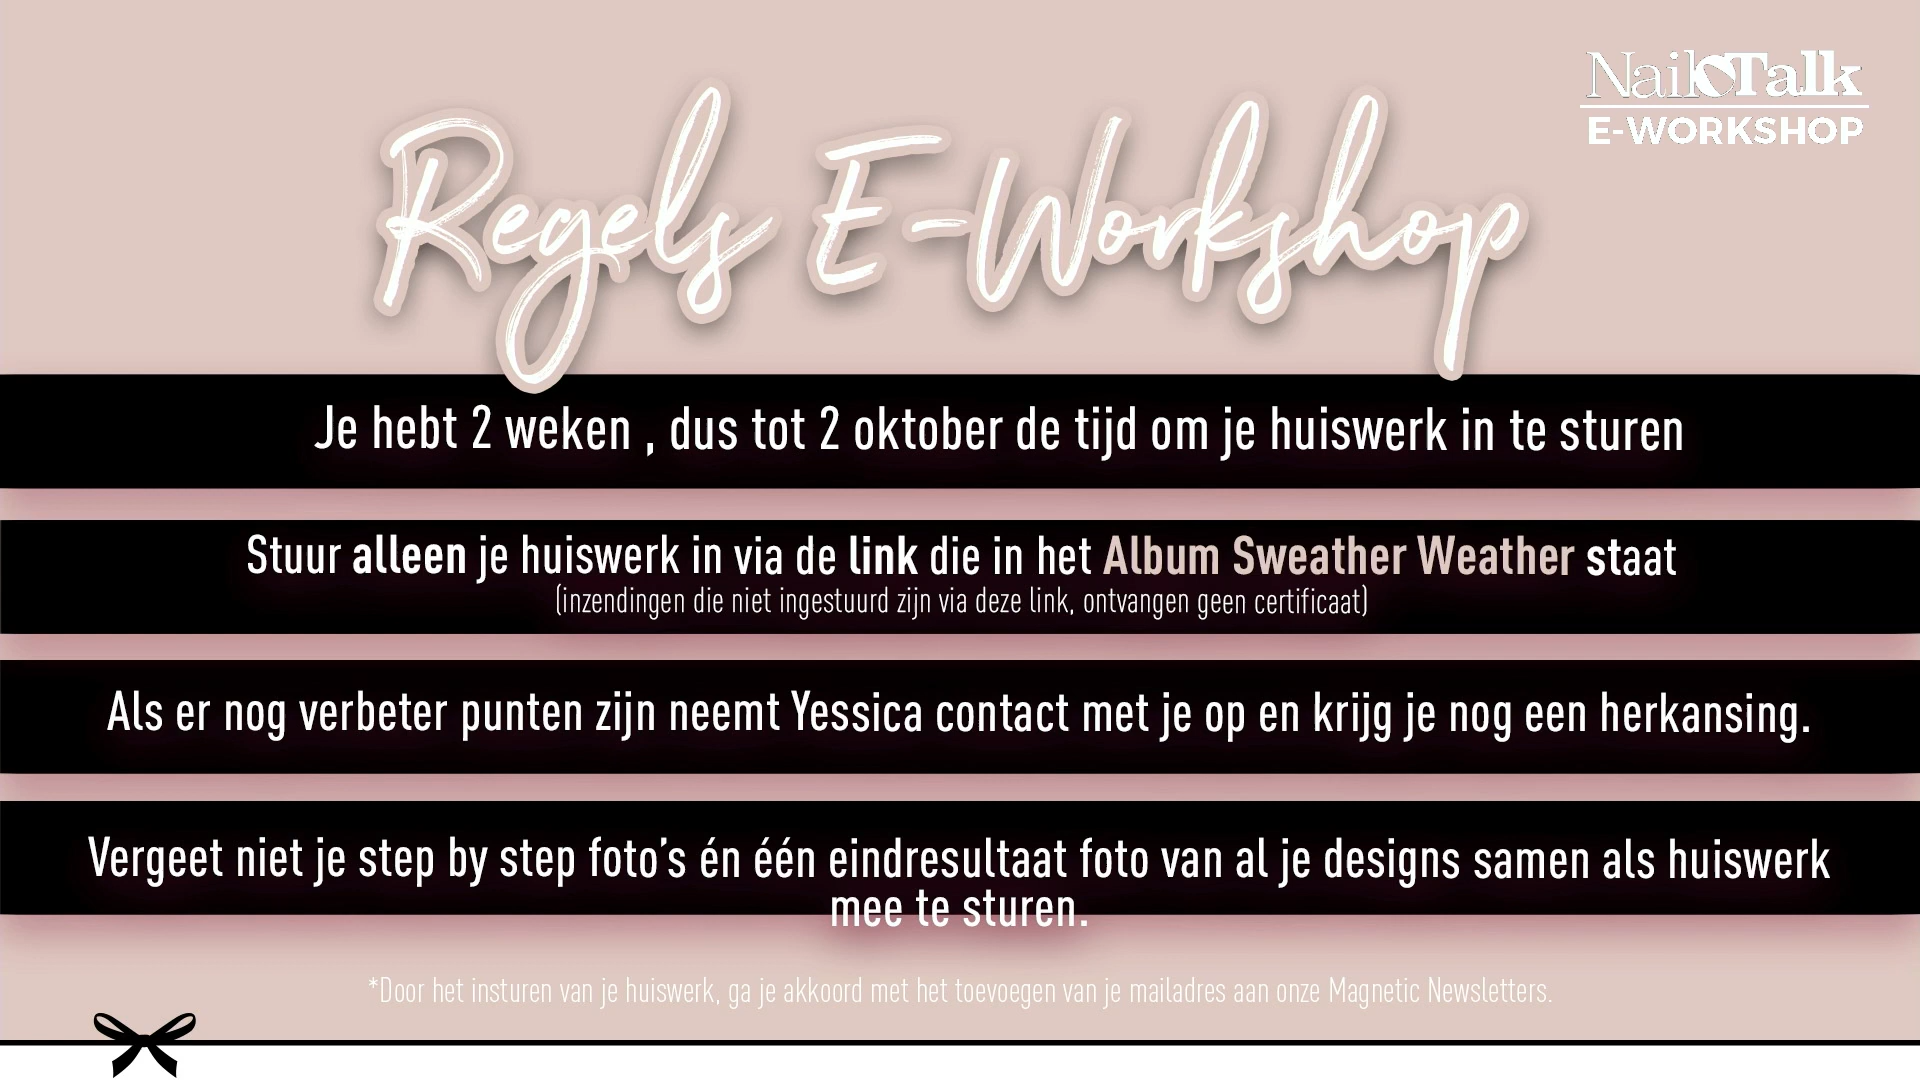 NailTalk
E-WORKSHOP
Regels E-Workshop
Je hebt 2 weken , dus tot 2 oktober de tijd om je huiswerk in te sturen
Stuur alleen je huiswerk in via de link die in het Album Sweather Weather staat
(inzendingen die niet ingestuurd zijn via deze link, ontvangen geen certificaat)
Als er nog verbeter punten zijn neemt Yessica contact met je op en krijg je nog een herkansing.
Vergeet niet je step by step foto's én één eindresultaat foto van al je designs samen als huiswerk
mee te sturen.
*Door het insturen van je huiswerk, ga je akkoord met het toevoegen van je mailadres aan onze Magnetic Newsletters.